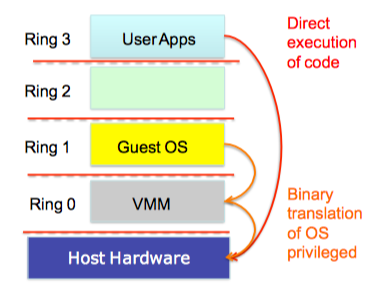 Ring 3
User Apps
Direct
execution
of code
Ring 2
Ring 1
Guest OS
Ring 0
VMM
Binary
translation
of OS
privileged
Host Hardware